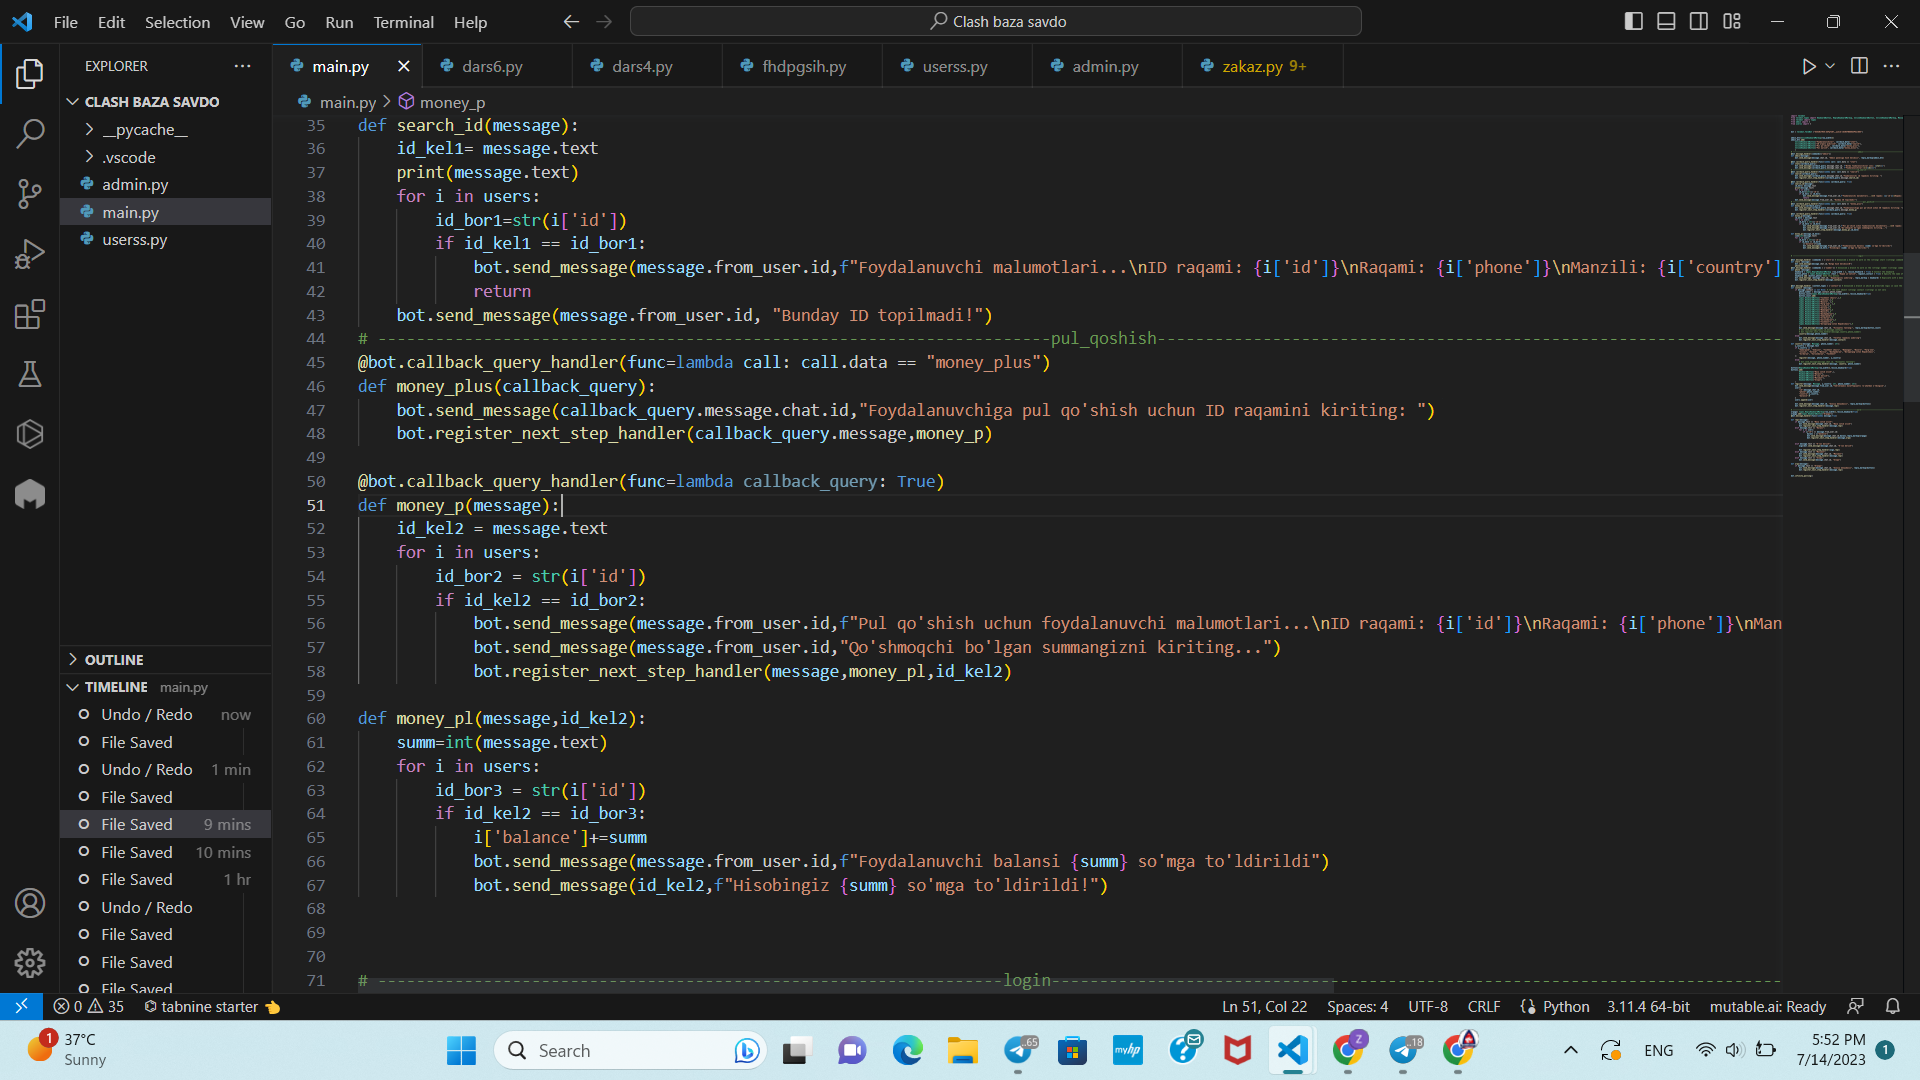 File Edit Selection View Go Run Terminal Help
Clash baza savdo
EXPLORER
CLASH BAZA SAVDO
__pycache__
.vscode
admin.py
main.py
userss.py
OUTLINE
TIMELINE main.py
Undo / Redo now
File Saved
Undo / Redo 1 min
File Saved
File Saved 9 mins
File Saved 10 mins
File Saved 1 hr
Undo / Redo
File Saved
File Saved
File Saved
main.py dars6.py dars4.py fhdpgsih.py userss.py admin.py zakaz.py 9+
main.py > money_p
35 def search_id(message):
36 id_kel1= message.text
37 print(message.text)
38 for i in users:
39 id_bor1=str(i['id'])
40 if id_kel1 == id_bor1:
41 bot.send_message(message.from_user.id,f"Foydalanuvchi malumotlari...\nID raqami: {i['id']}\nRaqami: {i['phone']}\nManzili: {i['country']
42 return
43 bot.send_message(message.from_user.id, "Bunday ID topilmadi!")
44 # ----------------------------------------------------------------------pul_qoshish-----------------------------------------------------------------
45 @bot.callback_query_handler(func=lambda call: call.data == "money_plus")
46 def money_plus(callback_query):
47 bot.send_message(callback_query.message.chat.id,"Foydalanuvchiga pul qo'shish uchun ID raqamini kiriting: ")
48 bot.register_next_step_handler(callback_query.message,money_p)
49
50 @bot.callback_query_handler(func=lambda callback_query: True)
51 def money_p(message):
52 id_kel2 = message.text
53 for i in users:
54 id_bor2 = str(i['id'])
55 if id_kel2 == id_bor2:
56 bot.send_message(message.from_user.id,f"Pul qo'shish uchun foydalanuvchi malumotlari...\nID raqami: {i['id']}\nRaqami: {i['phone']}\nMan
57 bot.send_message(message.from_user.id,"Qo'shmoqchi bo'lgan summangizni kiriting...")
58 bot.register_next_step_handler(message,money_pl,id_kel2)
59
60 def money_pl(message,id_kel2):
61 summ=int(message.text)
62 for i in users:
63 id_bor3 = str(i['id'])
64 if id_kel2 == id_bor3:
65 i['balance']+=summ
66 bot.send_message(message.from_user.id,f"Foydalanuvchi balansi {summ} so'mga to'ldirildi")
67 bot.send_message(id_kel2,f"Hisobingiz {summ} so'mga to'ldirildi!")
68
69
70
71 # -----------------------------------------------------------------login----------------------------------------------------------------------------
0 35 tabnine starter
Ln 51, Col 22 Spaces: 4 UTF-8 CRLF Python 3.11.4 64-bit mutable.ai: Ready
1 37°C
Sunny
Search
..65
myhp
Z
..18
ENG
5:52 PM
7/14/2023
1